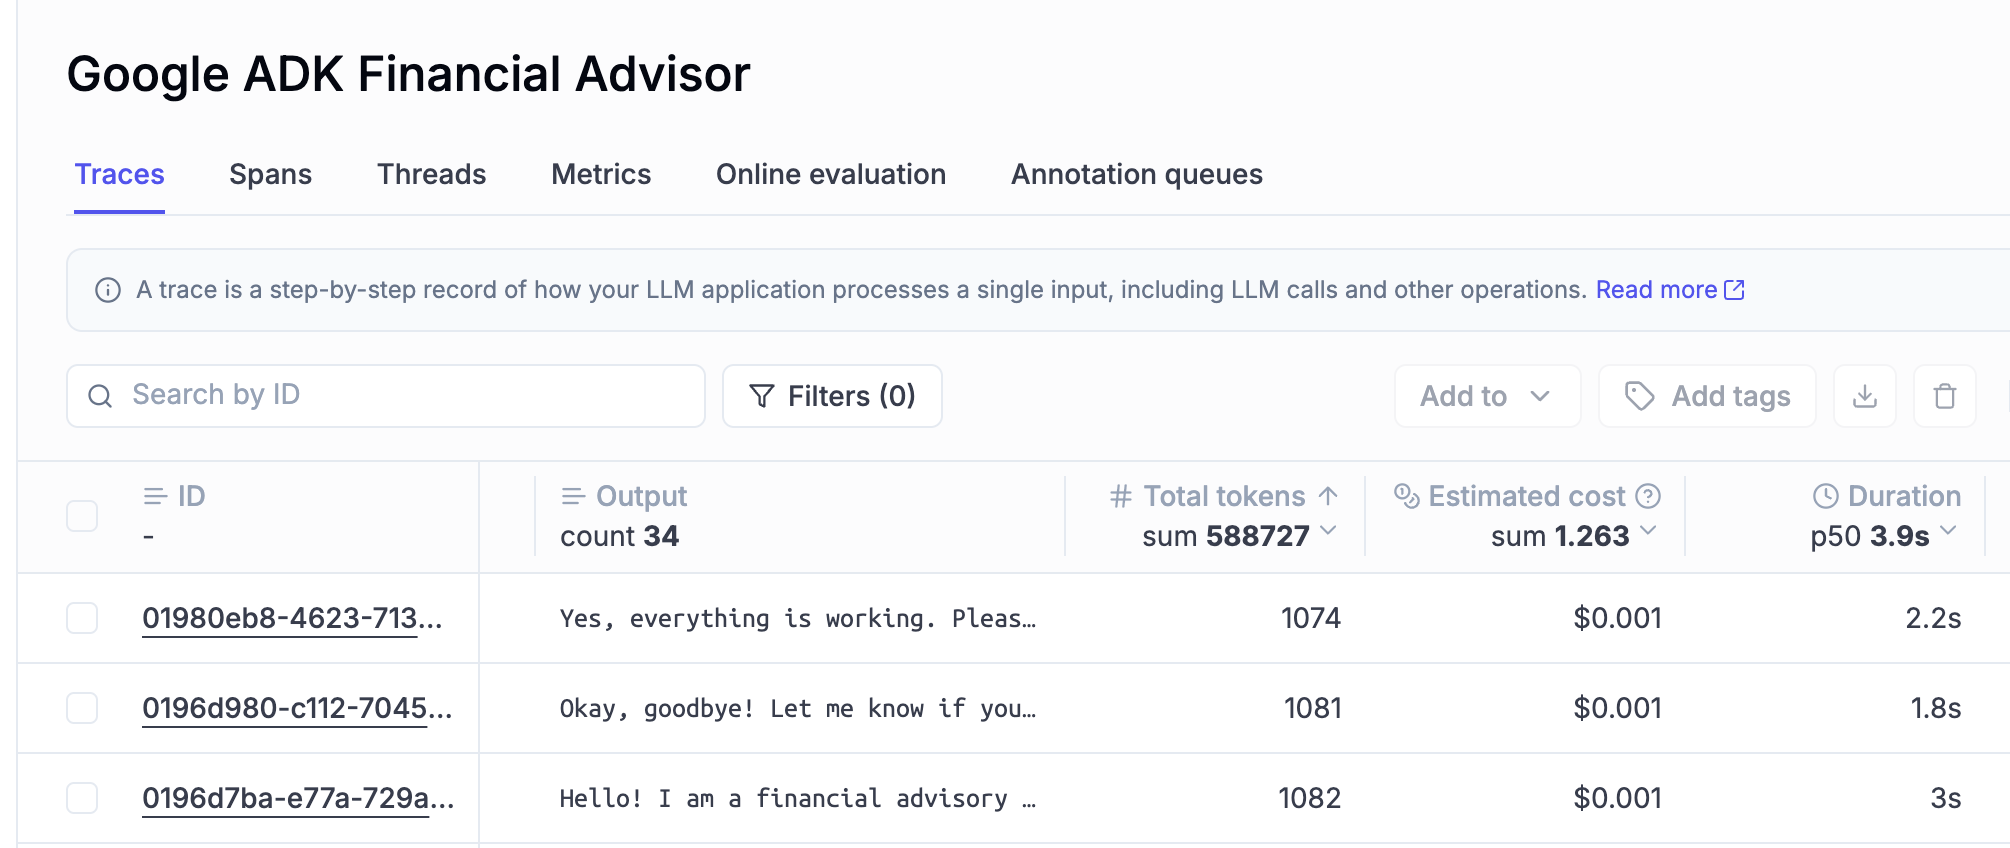 Google ADK Financial Advisor
Traces Spans Threads Metrics Online evaluation Annotation queues
A trace is a step-by-step record of how your LLM application processes a single input, including LLM calls and other operations. Read more
Search by ID Filters (0) Add to Add tags
ID Output # Total tokens Estimated cost Duration
- count 34 sum 588727 sum 1.263 p50 3.9s
01980eb8-4623-713... Yes, everything is working. Pleas… 1074 $0.001 2.2s
0196d980-c112-7045... Okay, goodbye! Let me know if you… 1081 $0.001 1.8s
0196d7ba-e77a-729a... Hello! I am a financial advisory … 1082 $0.001 3s